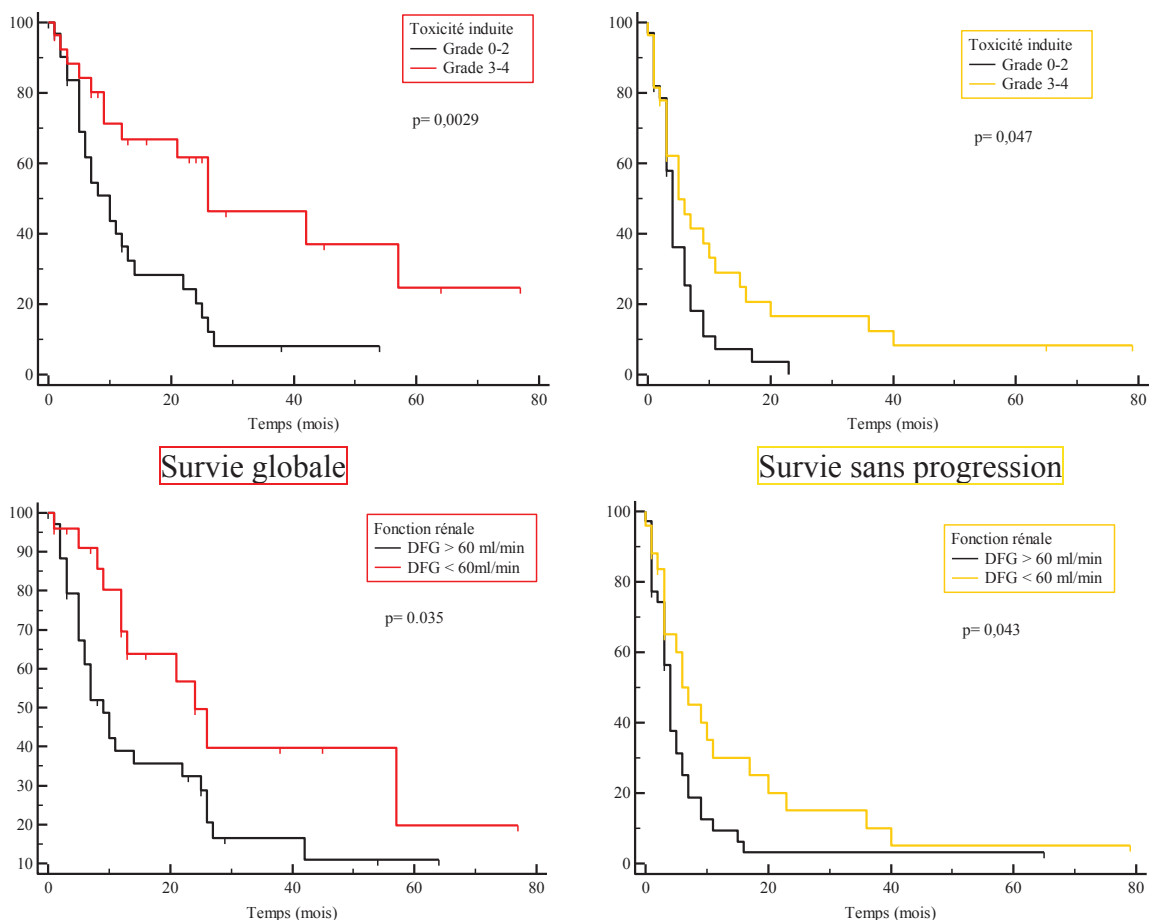 100
80
60
40
20
0
0 20 40 60 80
Temps (mois)
Toxicité induite
Grade 0-2
Grade 3-4
p= 0,0029
100
80
60
40
20
0
0 20 40 60 80
Temps (mois)
Toxicité induite
Grade 0-2
Grade 3-4
p= 0,047
Survie globale
Survie sans progression
100
90
80
70
60
50
40
30
20
10
0 20 40 60 80
Temps (mois)
Fonction rénale
DFG > 60 ml/min
DFG < 60ml/min
p= 0.035
100
80
60
40
20
0
0 20 40 60 80
Temps (mois)
Fonction rénale
DFG > 60 ml/min
DFG < 60 ml/min
p= 0,043